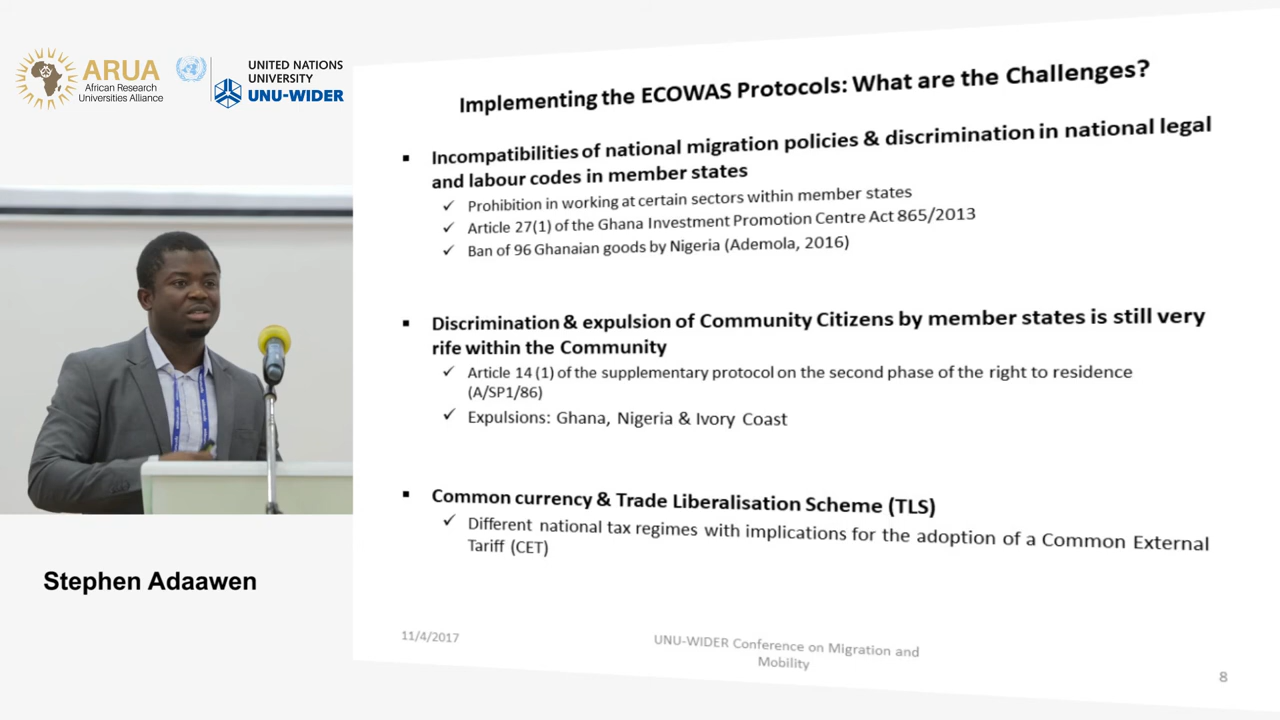 ARUA
African Research
Universities Alliance
UNITED NATIONS
UNIVERSITY
UNU-WIDER
Implementing the ECOWAS Protocols: What are the Challenges?
Incompatibilities of national migration policies & discrimination in national legal
and labour codes in member states
Prohibition in working at certain sectors within member states
Article 27(1) of the Ghana Investment Promotion Centre Act 865/2013
Ban of 96 Ghanaian goods by Nigeria (Ademola, 2016)
Discrimination & expulsion of Community Citizens by member states is still very
rife within the Community
Article 14 (1) of the supplementary protocol on the second phase of the right to residence
(A/SP1/86)
Expulsions: Ghana, Nigeria & Ivory Coast
Common currency & Trade Liberalisation Scheme (TLS)
Different national tax regimes with implications for the adoption of a Common External
Tariff (CET)
Stephen Adaawen
11/4/2017
UNU-WIDER Conference on Migration and
Mobility
8